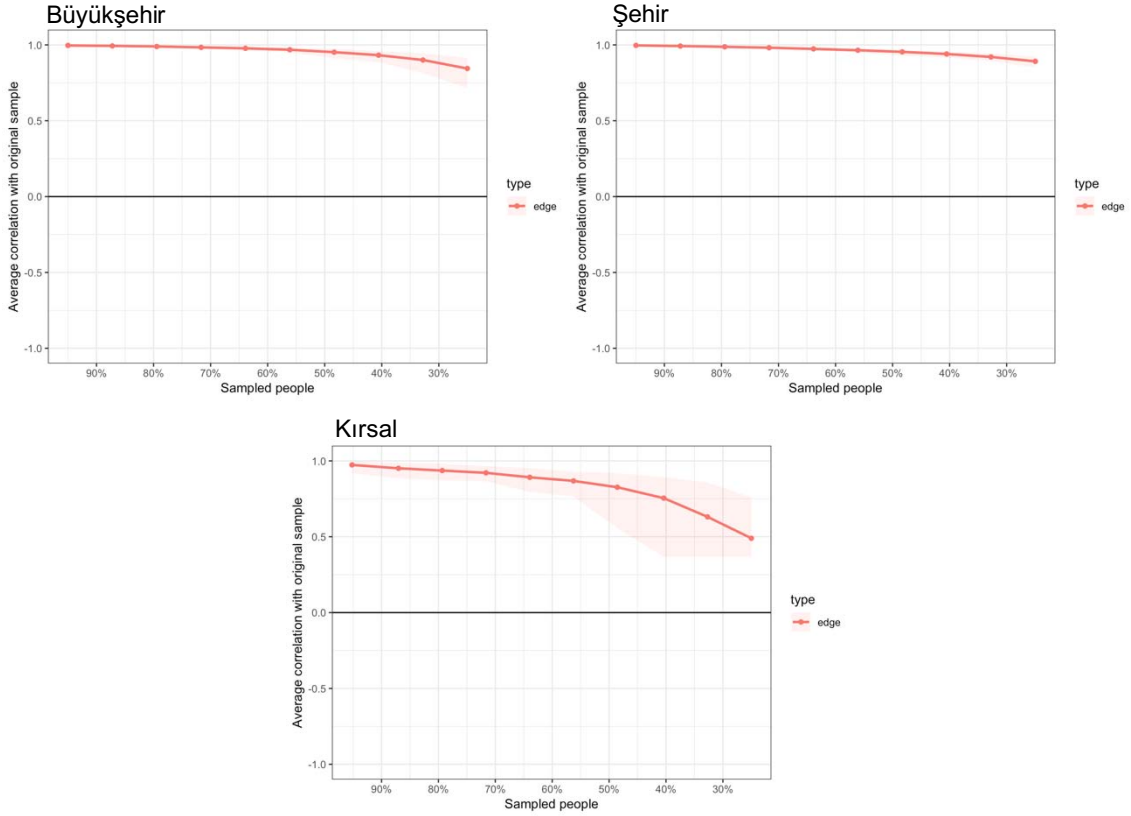 Büyükşehir
Average correlation with original sample
1.0
0.5
0.0
-0.5
-1.0
90% 80% 70% 60% 50% 40% 30%
Sampled people
type
edge
Şehir
Average correlation with original sample
1.0
0.5
0.0
-0.5
-1.0
90% 80% 70% 60% 50% 40% 30%
Sampled people
type
edge
Kırsal
Average correlation with original sample
1.0
0.5
0.0
-0.5
-1.0
90% 80% 70% 60% 50% 40% 30%
Sampled people
type
edge